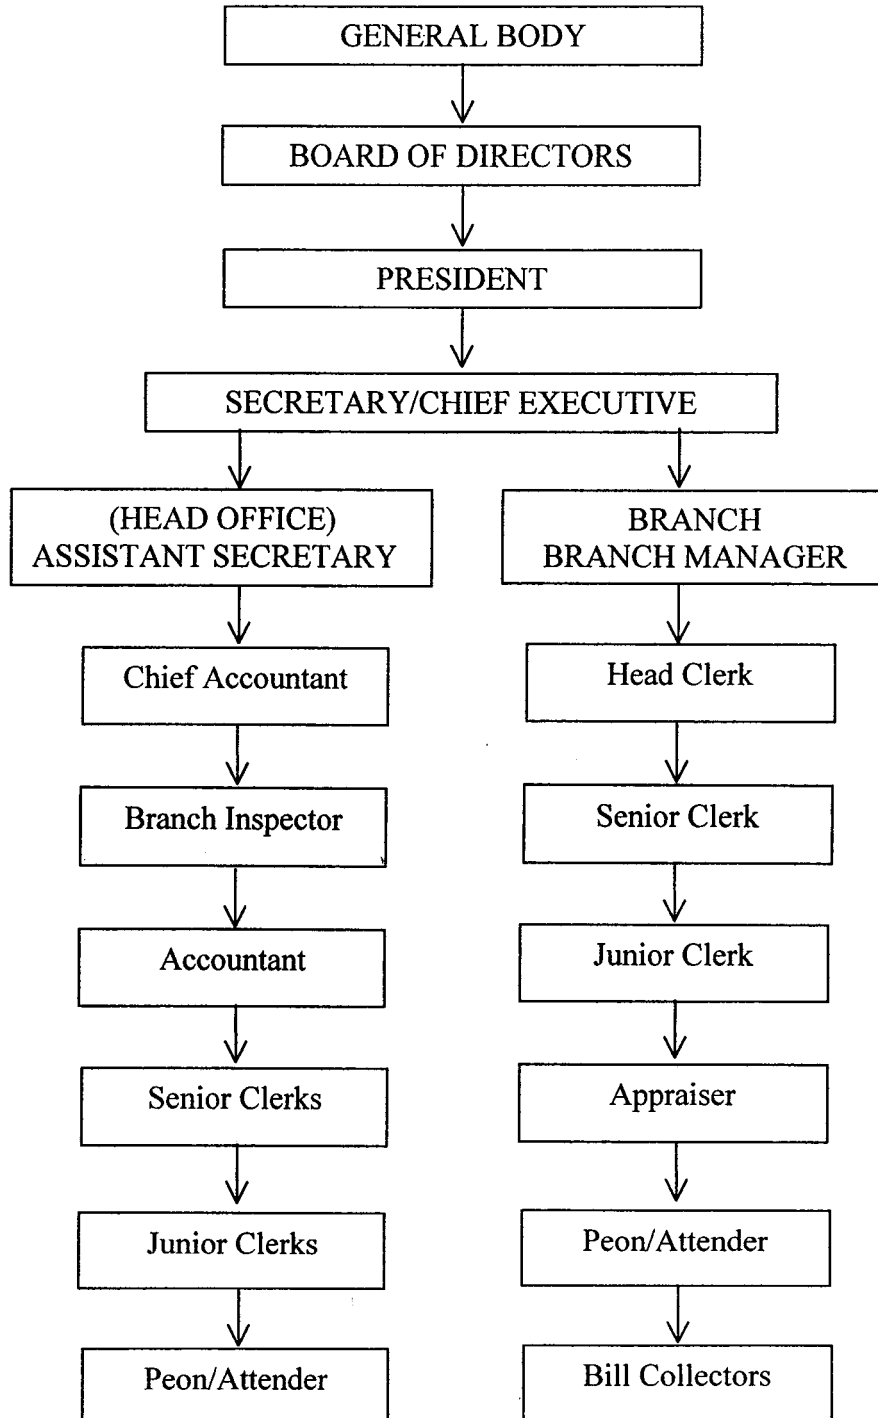 GENERAL BODY
BOARD OF DIRECTORS
PRESIDENT
SECRETARY/CHIEF EXECUTIVE
(HEAD OFFICE)
ASSISTANT SECRETARY
BRANCH
BRANCH MANAGER
Chief Accountant
Head Clerk
Branch Inspector
Senior Clerk
Accountant
Junior Clerk
Senior Clerks
Appraiser
Junior Clerks
Peon/Attender
Peon/Attender
Bill Collectors